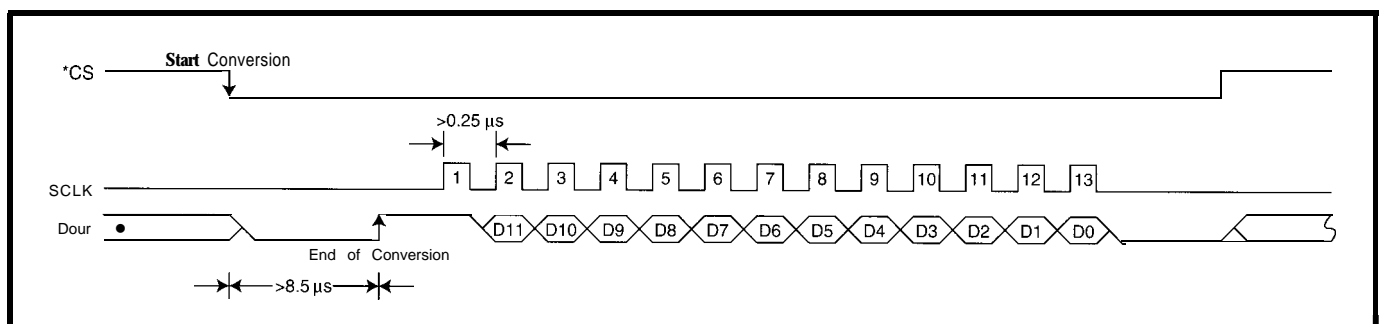 Start Conversion
*CS
>0.25 µs
SCLK
1 2 3 4 5 6 7 8 9 10 11 12 13
Dour
D11 D10 D9 D8 D7 D6 D5 D4 D3 D2 D1 D0
End of Conversion
>8.5 µs